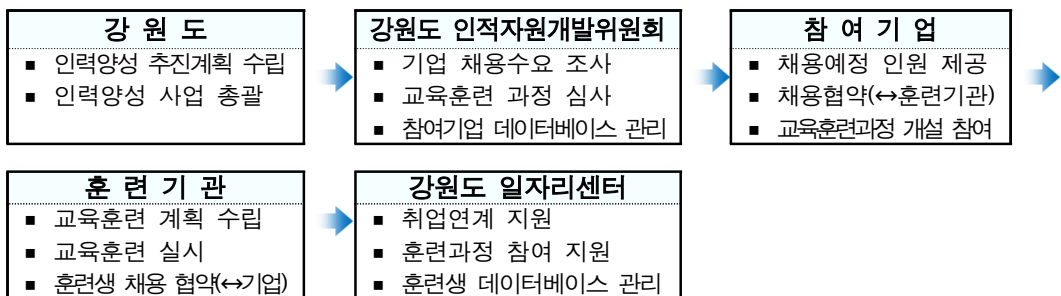 강 원 도
▪ 인력양성 추진계획 수립
▪ 인력양성 사업 총괄
강원도 인적자원개발위원회
▪ 기업 채용수요 조사
▪ 교육훈련 과정 심사
▪ 참여기업 데이터베이스 관리
참 여 기 업
▪ 채용예정 인원 제공
▪ 채용협약(↔훈련기관)
▪ 교육훈련과정 개설 참여
훈 련 기 관
▪ 교육훈련 계획 수립
▪ 교육훈련 실시
▪ 훈련생 채용 협약(↔기업)
강원도 일자리센터
▪ 취업연계 지원
▪ 훈련과정 참여 지원
▪ 훈련생 데이터베이스 관리